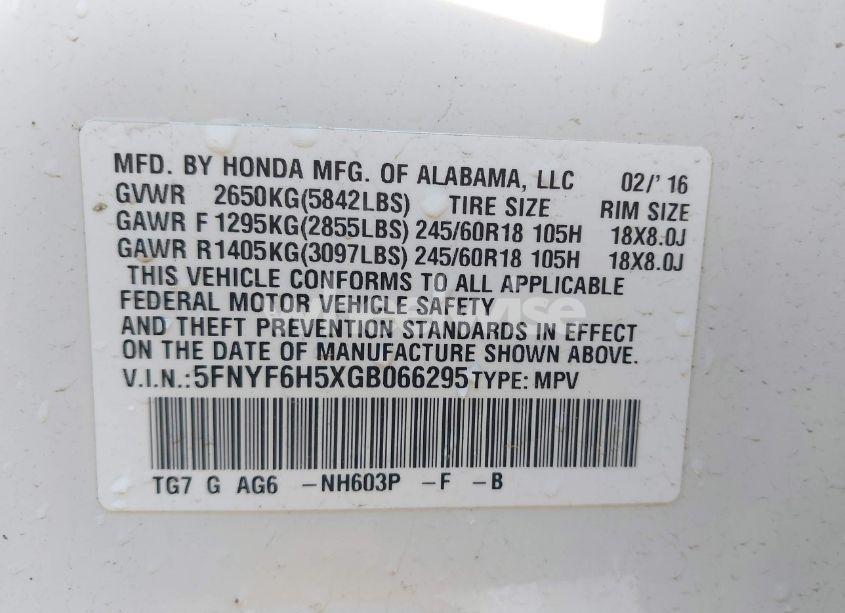 MFD. BY HONDA MFG. OF ALABAMA, LLC 02/' 16
GVWR 2650KG(5842LBS) TIRE SIZE RIM SIZE
GAWR F 1295KG(2855LBS) 245/60R18 105H 18X8.0J
GAWR R1405KG(3097LBS) 245/60R18 105H 18X8.0J
THIS VEHICLE CONFORMS TO ALL APPLICABLE
FEDERAL MOTOR VEHICLE SAFETY
AND THEFT PREVENTION STANDARDS IN EFFECT
ON THE DATE OF MANUFACTURE SHOWN ABOVE.
V.I.N.:5FNYF6H5XGB066295TYPE: MPV
TG7 G AG6 -NH603P -F -B